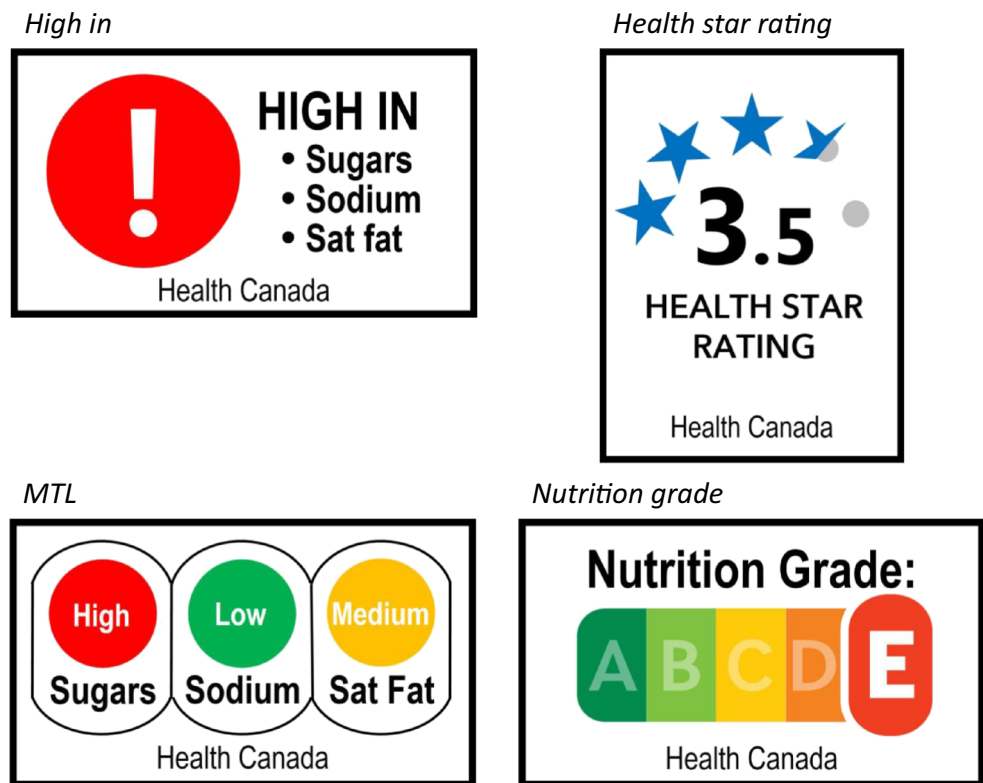 High in
HIGH IN
• Sugars
• Sodium
• Sat fat
Health Canada
Health star rating
3.5
HEALTH STAR
RATING
Health Canada
MTL
High Low Medium
Sugars Sodium Sat Fat
Health Canada
Nutrition grade
Nutrition Grade:
A B C D E
Health Canada